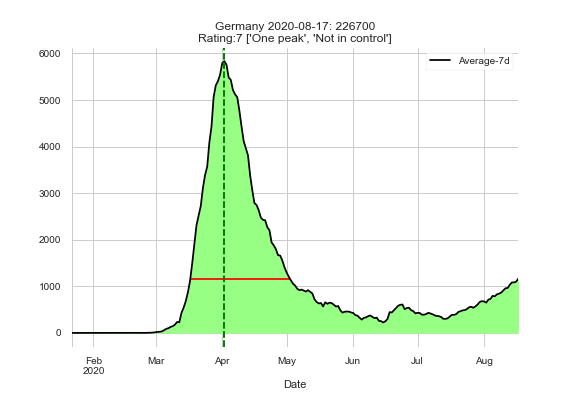 Germany 2020-08-17: 226700
Rating:7 ['One peak', 'Not in control']
Average-7d
6000
5000
4000
3000
2000
1000
0
Feb
2020
Mar
Apr
May
Jun
Jul
Aug
Date